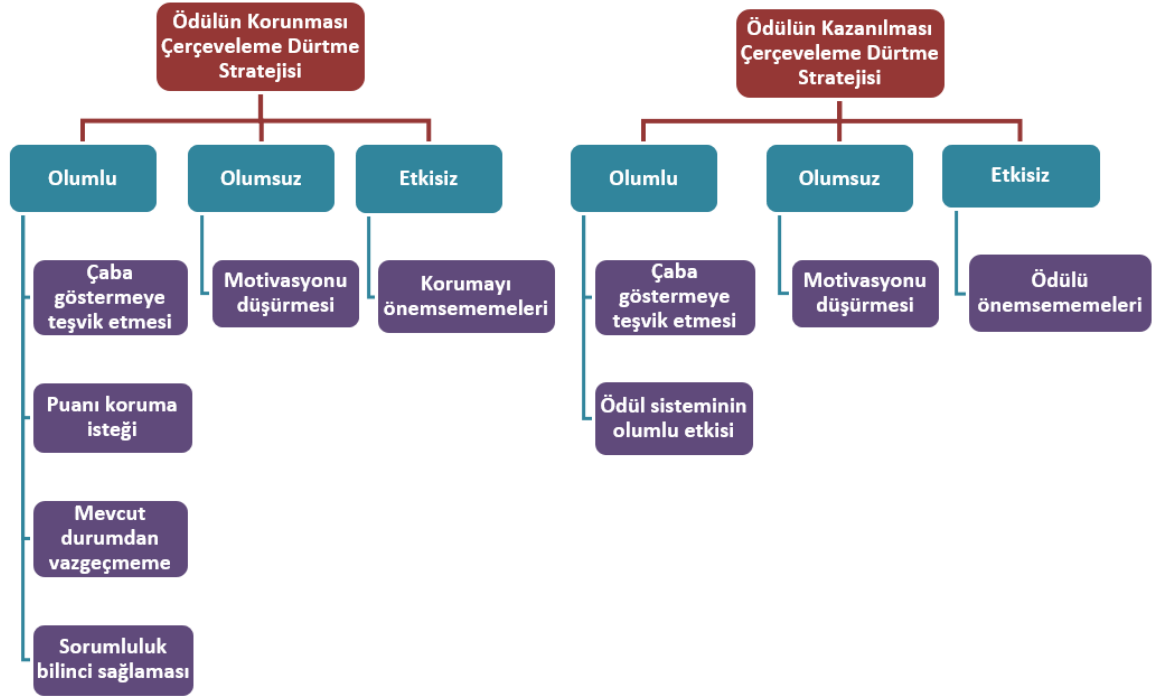 Ödülün Korunması
Çerçeveleme Dürtme
Stratejisi
Olumlu
Olumsuz
Etkisiz
Çaba
göstermeye
teşvik etmesi
Motivasyonu
düşürmesi
Korumayı
önemsememeleri
Puanı koruma
isteği
Mevcut
durumdan
vazgeçmeme
Sorumluluk
bilinci sağlaması
Ödülün Kazanılması
Çerçeveleme Dürtme
Stratejisi
Olumlu
Olumsuz
Etkisiz
Çaba
göstermeye
teşvik etmesi
Motivasyonu
düşürmesi
Ödülü
önemsememeleri
Ödül sisteminin
olumlu etkisi